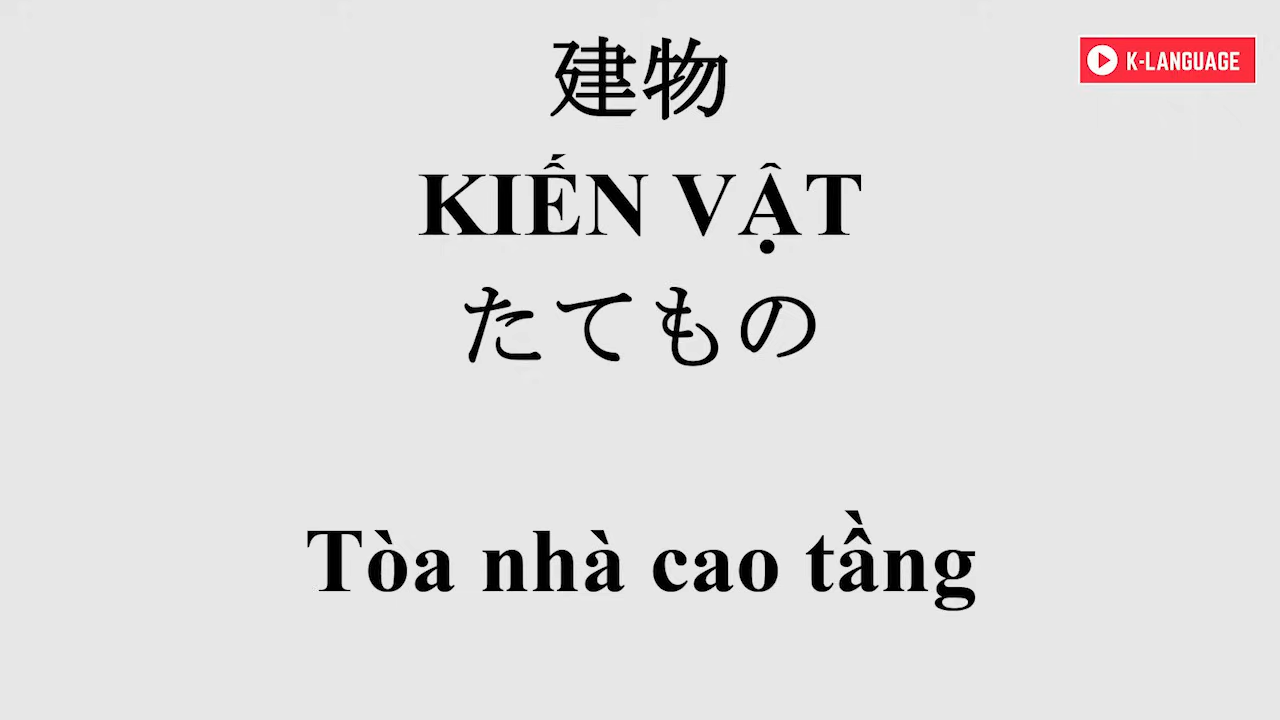 建物
K-LANGUAGE
KIẾN VẬT
たてもの
Tòa nhà cao tầng